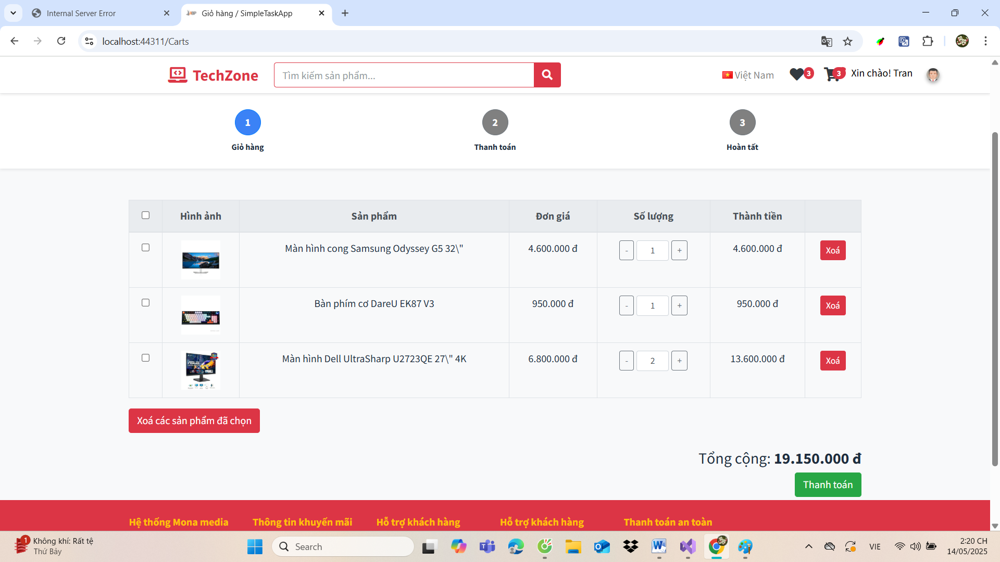 Internal Server Error
Giỏ hàng / SimpleTaskApp
localhost:44311/Carts
TechZone
Tìm kiếm sản phẩm...
Việt Nam
3
3
Xin chào! Tran
1
2
3
Giỏ hàng
Thanh toán
Hoàn tất
Hình ảnh Sản phẩm Đơn giá Số lượng Thành tiền
Màn hình cong Samsung Odyssey G5 32\" 4.600.000 đ - 1 + 4.600.000 đ Xoá
Bàn phím cơ DareU EK87 V3 950.000 đ - 1 + 950.000 đ Xoá
Màn hình Dell UltraSharp U2723QE 27\" 4K 6.800.000 đ - 2 + 13.600.000 đ Xoá
ASUS
Xoá các sản phẩm đã chọn
Tổng cộng: 19.150.000 đ
Thanh toán
Hệ thống Mona media
Thông tin khuyến mãi
Hỗ trợ khách hàng
Hỗ trợ khách hàng
Thanh toán an toàn
1
Không khí: Rất tệ
Thứ Bảy
Search
VIE
2:20 CH
14/05/2025